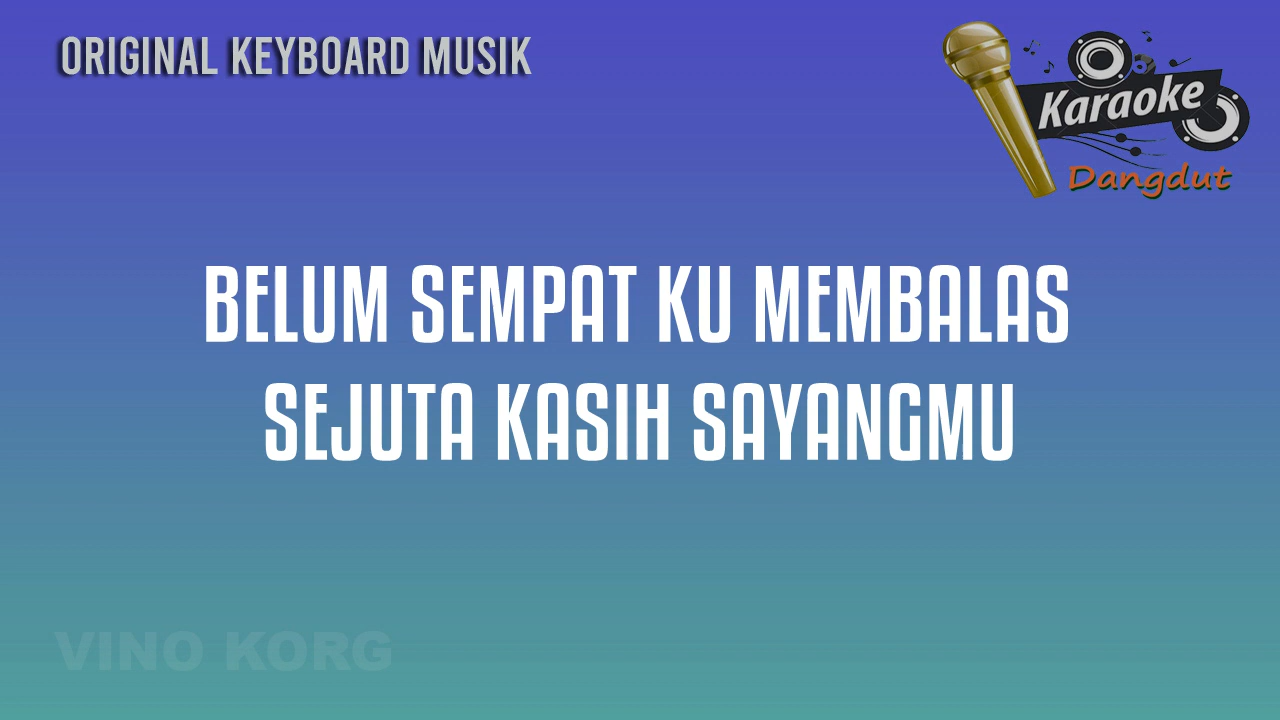 ORIGINAL KEYBOARD MUSIK
Karaoke
Dangdut
BELUM SEMPAT KU MEMBALAS
SEJUTA KASIH SAYANGMU
VINO KORG